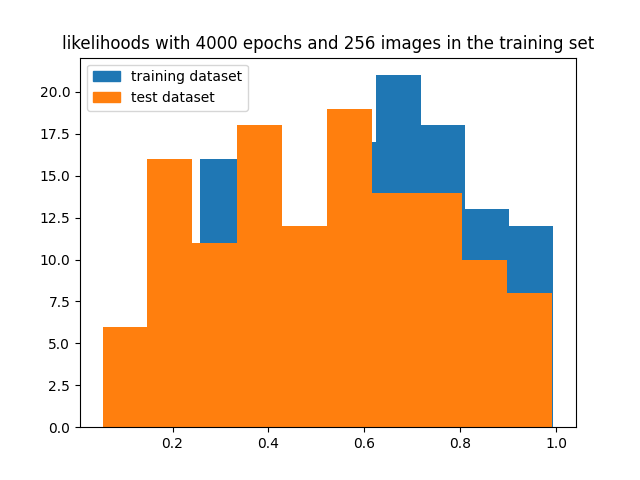 likelihoods with 4000 epochs and 256 images in the training set
training dataset
test dataset
20.0
17.5
15.0
12.5
10.0
7.5
5.0
2.5
0.0
0.2 0.4 0.6 0.8 1.0